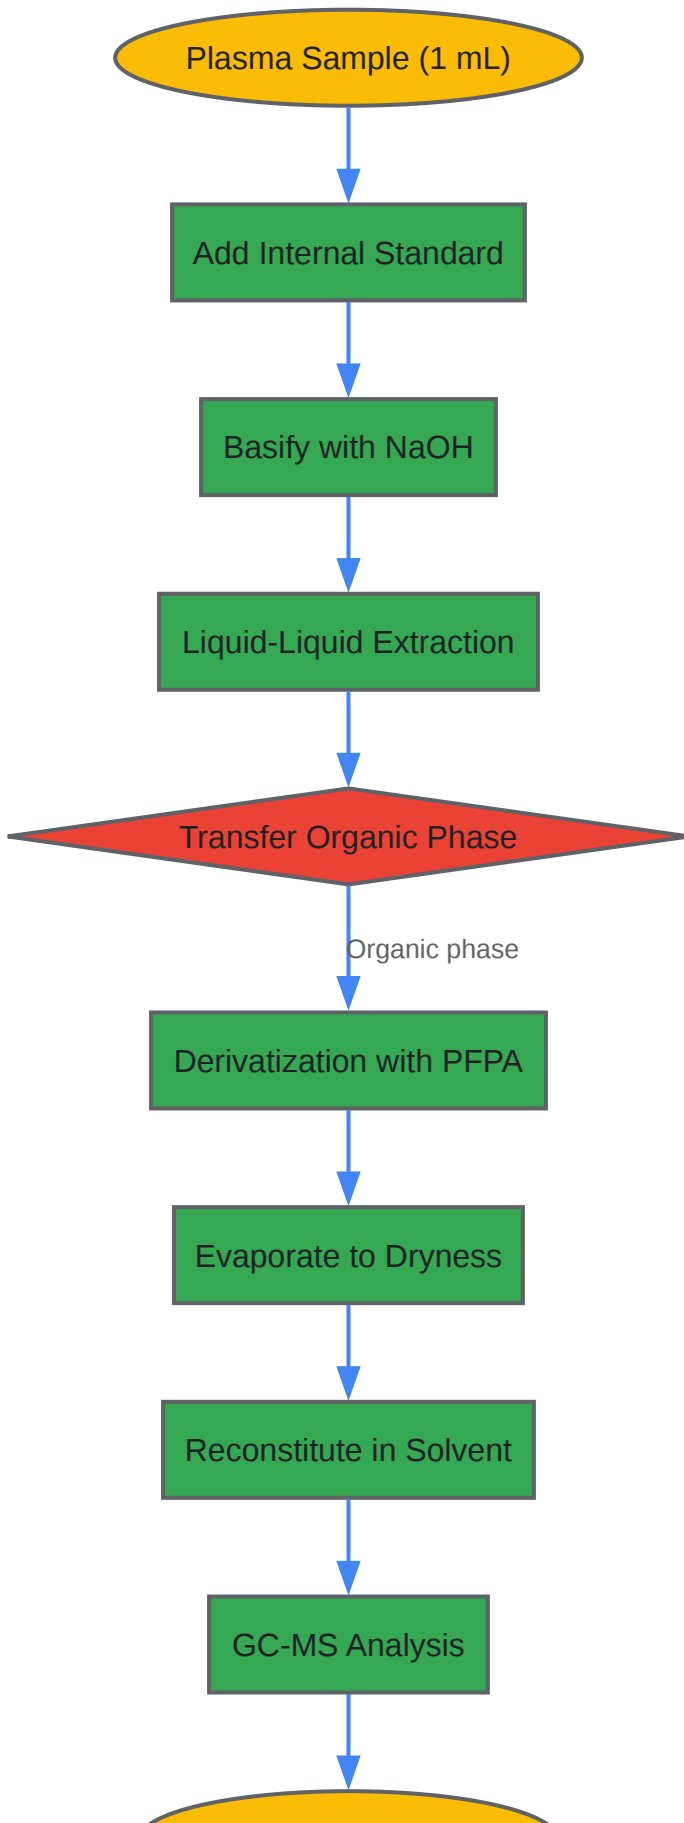 Plasma Sample (1 mL)
Add Internal Standard
Basify with NaOH
Liquid-Liquid Extraction
Transfer Organic Phase
Organic phase
Derivatization with PFPA
Evaporate to Dryness
Reconstitute in Solvent
GC-MS Analysis